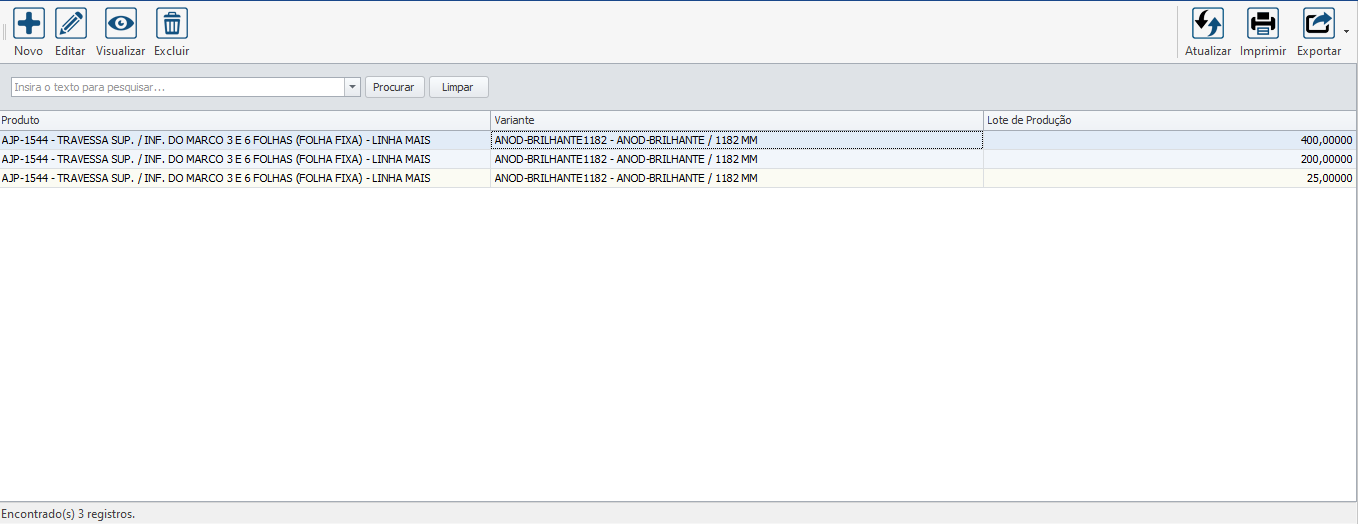 Novo Editar Visualizar Excluir Atualizar Imprimir Exportar
Insira o texto para pesquisar... Procurar Limpar
Produto Variante Lote de Produção
AJP-1544 - TRAVESSA SUP. / INF. DO MARCO 3 E 6 FOLHAS (FOLHA FIXA) - LINHA MAIS ANOD-BRILHANTE1182 - ANOD-BRILHANTE / 1182 MM 400,00000
AJP-1544 - TRAVESSA SUP. / INF. DO MARCO 3 E 6 FOLHAS (FOLHA FIXA) - LINHA MAIS ANOD-BRILHANTE1182 - ANOD-BRILHANTE / 1182 MM 200,00000
AJP-1544 - TRAVESSA SUP. / INF. DO MARCO 3 E 6 FOLHAS (FOLHA FIXA) - LINHA MAIS ANOD-BRILHANTE1182 - ANOD-BRILHANTE / 1182 MM 25,00000
Encontrado(s) 3 registros.